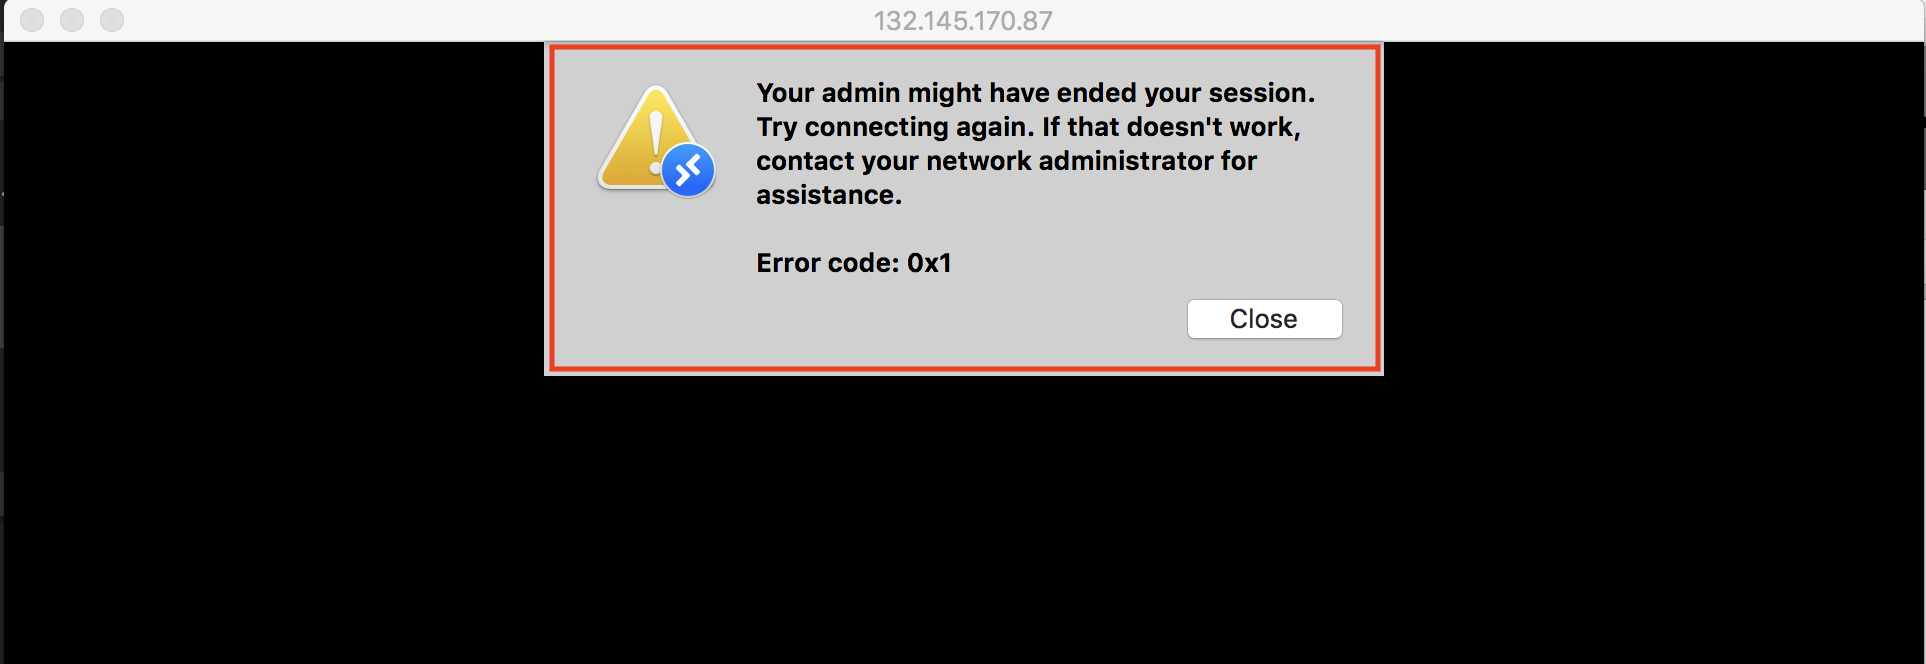 132.145.170.87
Your admin might have ended your session.
Try connecting again. If that doesn't work,
contact your network administrator for
assistance.
Error code: 0x1
Close